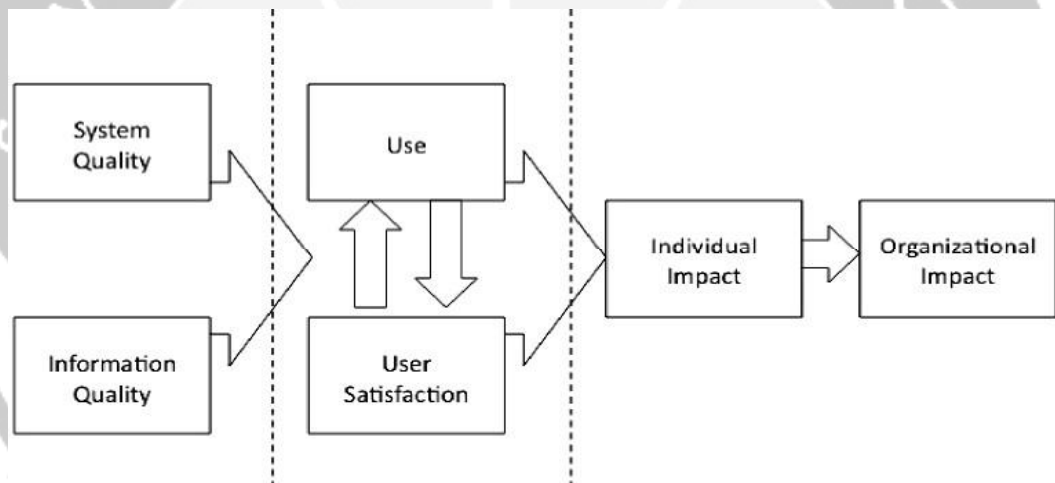 System
Quality
Use
Individual
Impact
Organizational
Impact
Information
Quality
User
Satisfaction